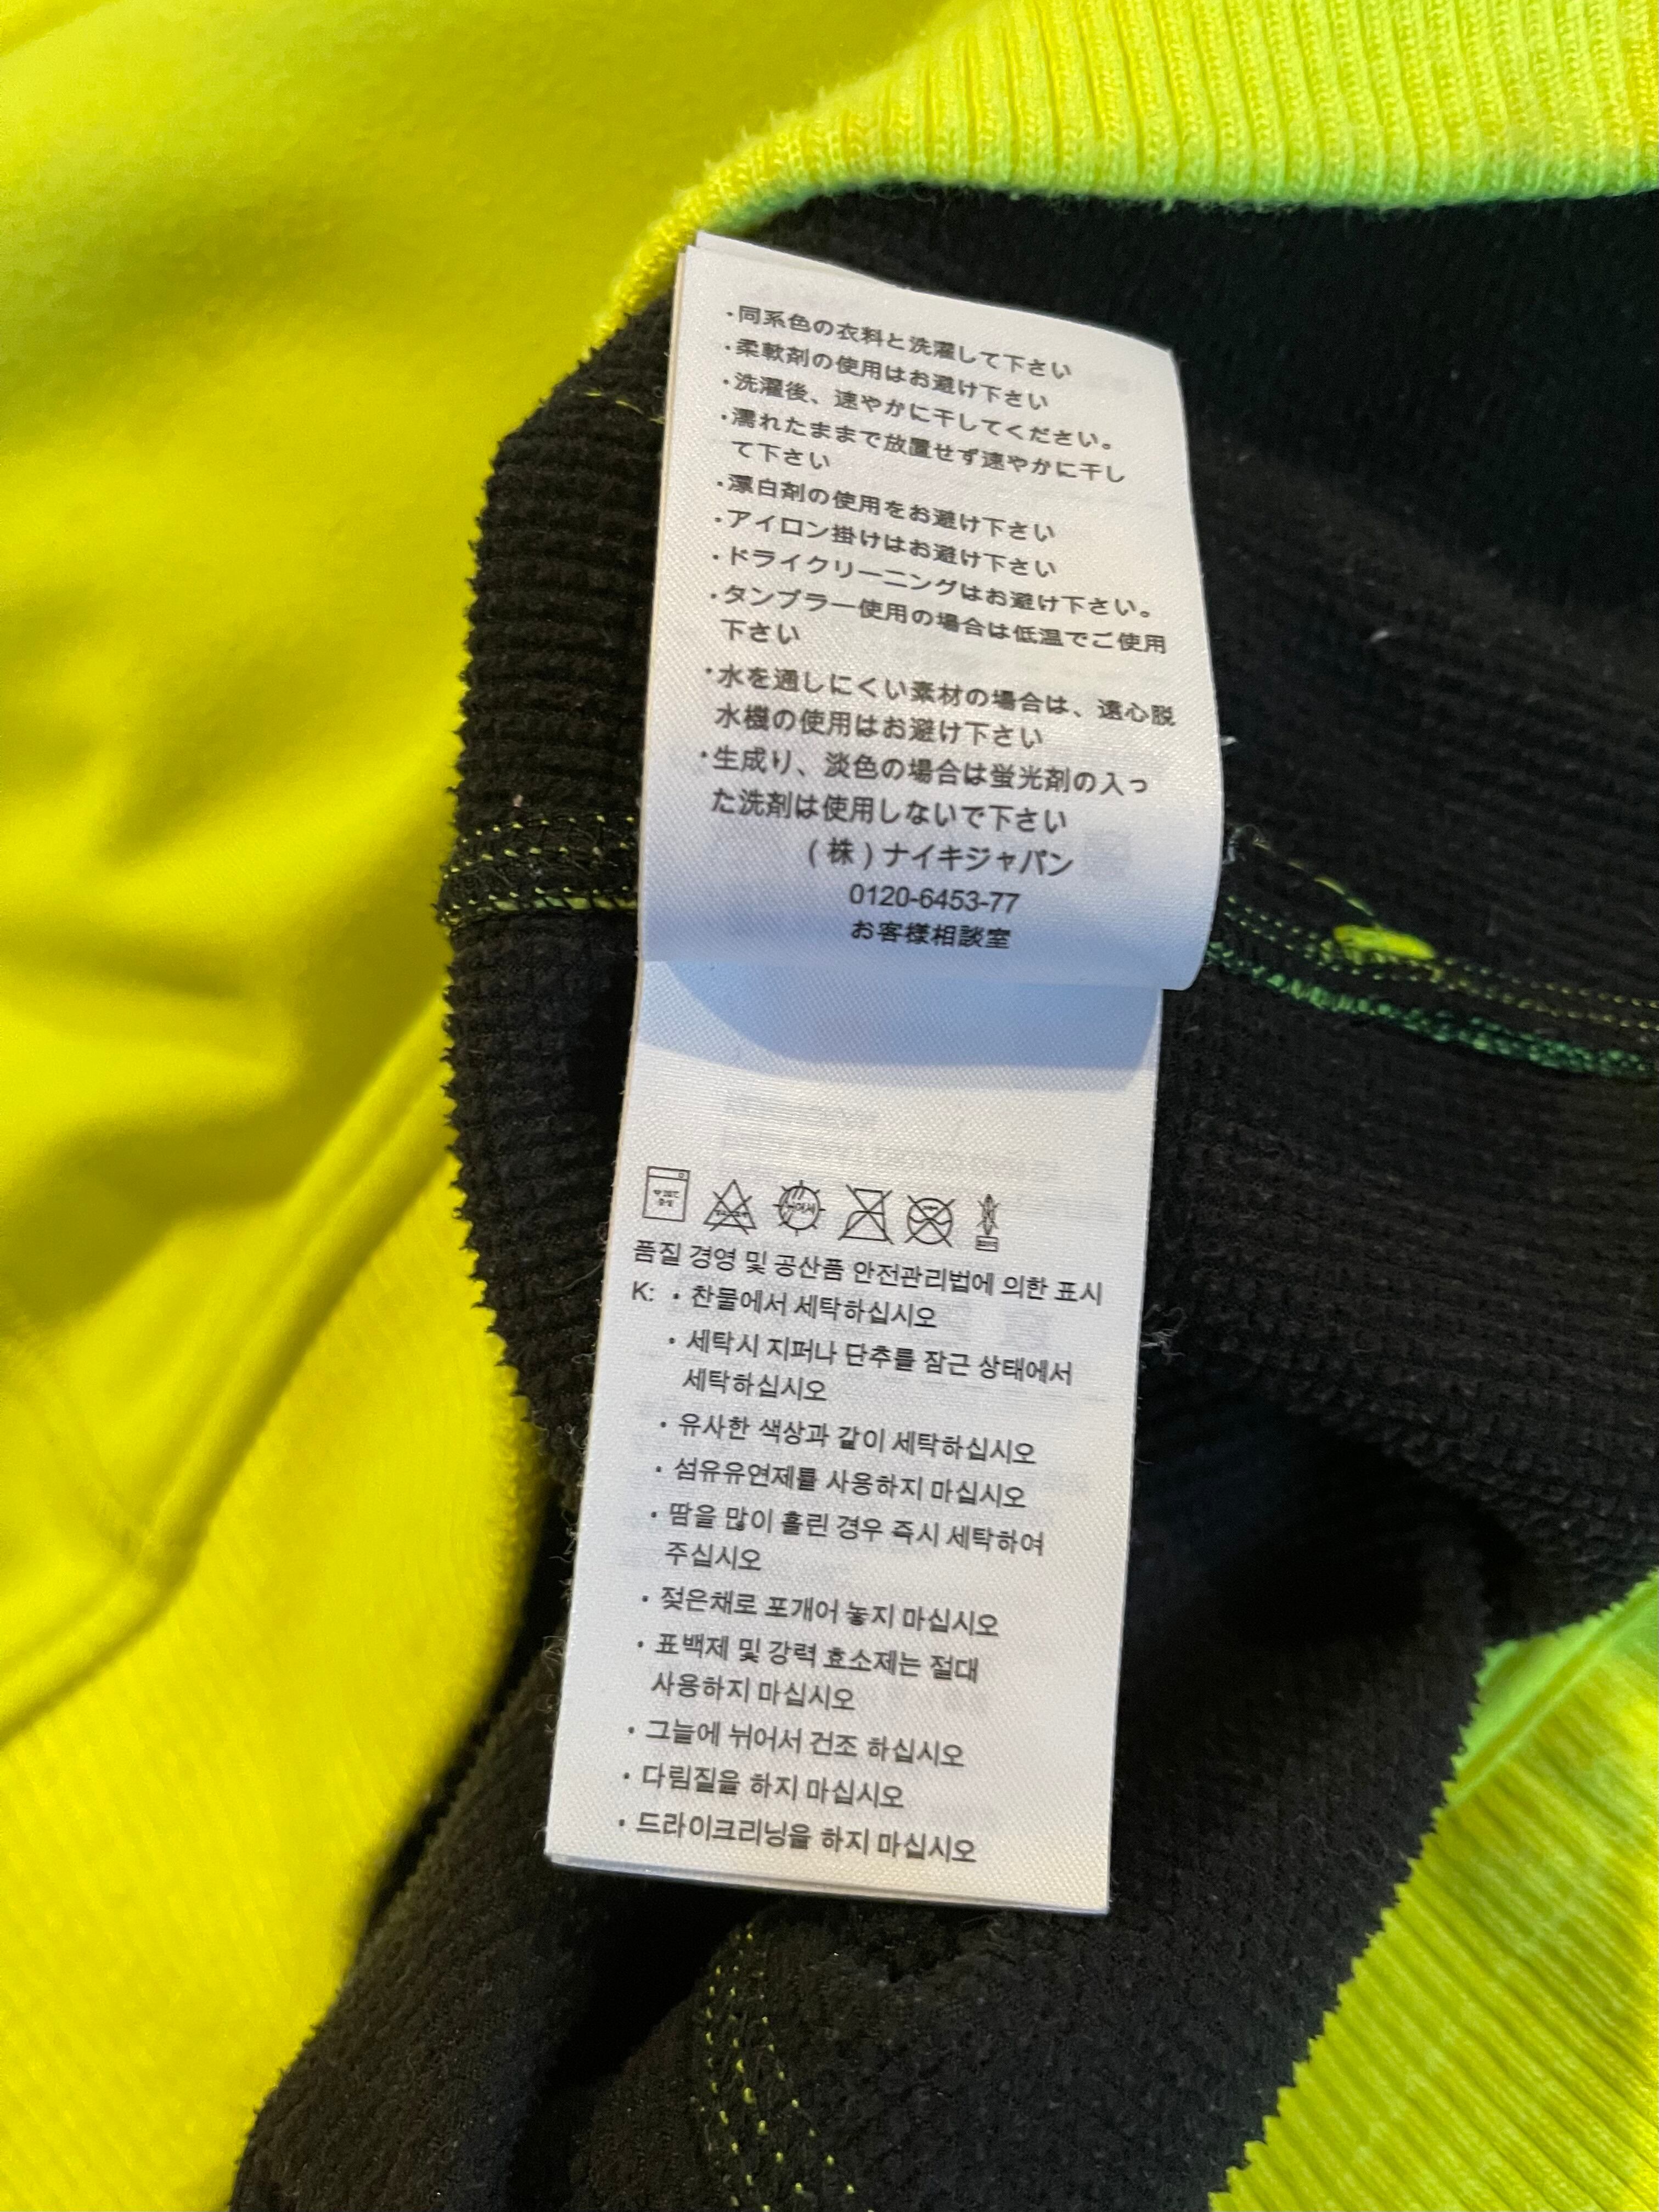 ・同系色の衣料と洗濯して下さい
・柔軟剤の使用はお避け下さい
・洗濯後、速やかに干してください。
・濡れたままで放置せず速やかに干し
て下さい
・漂白剤の使用をお避け下さい
・アイロン掛けはお避け下さい
・ドライクリーニングはお避け下さい。
・タンブラー使用の場合は低温でご使用
下さい
・水を通しにくい素材の場合は、遠心脱
水機の使用はお避け下さい
・生成り、淡色の場合は蛍光剤の入っ
た洗剤は使用しないで下さい
(株)ナイキジャパン
0120-6453-77
お客様相談室
품질 경영 및 공산품 안전관리법에 의한 표시
K: • 찬물에서 세탁하십시오
• 세탁시 지퍼나 단추를 잠근 상태에서
세탁하십시오
• 유사한 색상과 같이 세탁하십시오
• 섬유유연제를 사용하지 마십시오
• 땀을 많이 흘린 경우 즉시 세탁하여
주십시오
• 젖은채로 포개어 놓지 마십시오
• 표백제 및 강력 효소제는 절대
사용하지 마십시오
• 그늘에 뉘어서 건조 하십시오
• 다림질을 하지 마십시오
• 드라이크리닝을 하지 마십시오